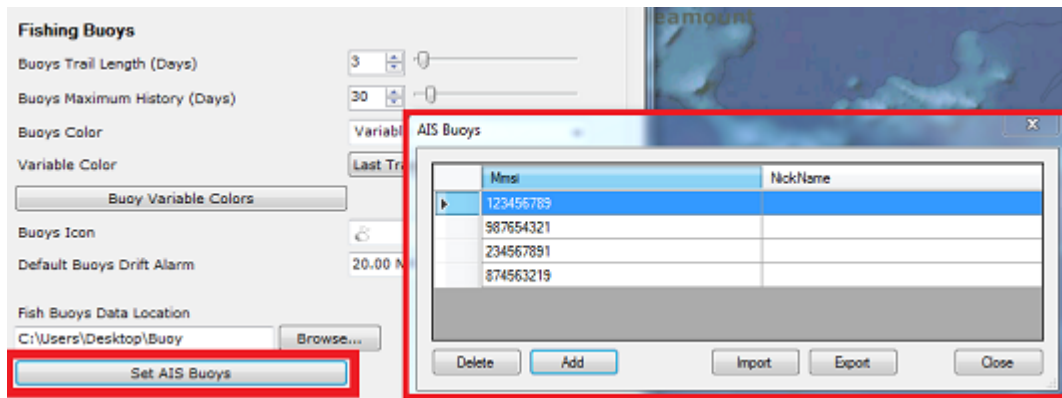 Fishing Buoys
Buoys Trail Length (Days) 3
Buoys Maximum History (Days) 30
Buoys Color Variabl
Variable Color Last Tra
Buoy Variable Colors
Buoys Icon
Default Buoys Drift Alarm 20.00 N
Fish Buoys Data Location
C:\Users\Desktop\Buoy Browse...
Set AIS Buoys
eamount
AIS Buoys
Mmsi NickName
123456789
987654321
234567891
874563219
Delete Add Import Export Close